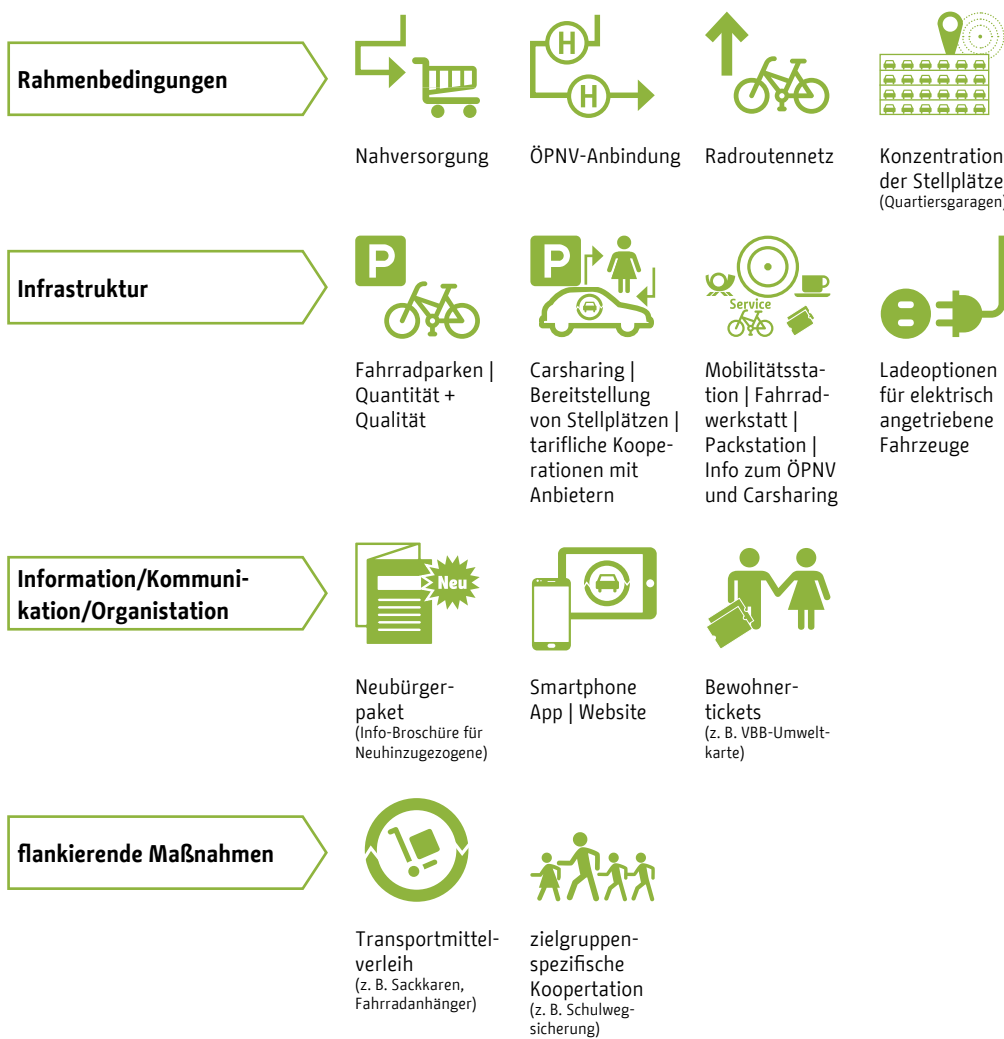 Rahmenbedingungen
H
H
Nahversorgung
ÖPNV-Anbindung
Radroutennetz
Konzentration
der Stellplätze
(Quartiersgaragen)
Infrastruktur
P
P
Service
Fahrradparken |
Quantität +
Qualität
Carsharing |
Bereitstellung
von Stellplätzen |
tarifliche Koope-
rationen mit
Anbietern
Mobilitätssta-
tion | Fahrrad-
werkstatt |
Packstation |
Info zum ÖPNV
und Carsharing
Ladeoptionen
für elektrisch
angetriebene
Fahrzeuge
Information/Kommuni-
kation/Organistation
Neu
Neubürger-
paket
(Info-Broschüre für
Neuhinzugezogene)
Smartphone
App | Website
Bewohner-
tickets
(z. B. VBB-Umwelt-
karte)
flankierende Maßnahmen
Transportmittel-
verleih
(z. B. Sackkaren,
Fahrradanhänger)
zielgruppen-
spezifische
Koopertation
(z. B. Schulweg-
sicherung)